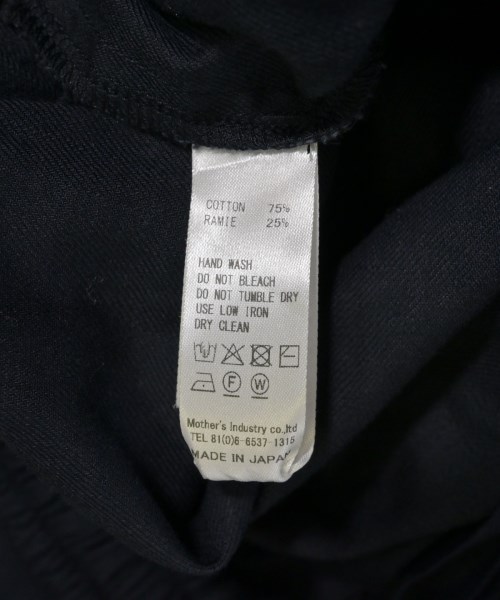 COTTON 75%
RAMIE 25%
HAND WASH
DO NOT BLEACH
DO NOT TUMBLE DRY
USE LOW IRON
DRY CLEAN
F W
Mother's Industry co.,ltd
TEL 81(0)6-6537-1315
MADE IN JAPAN